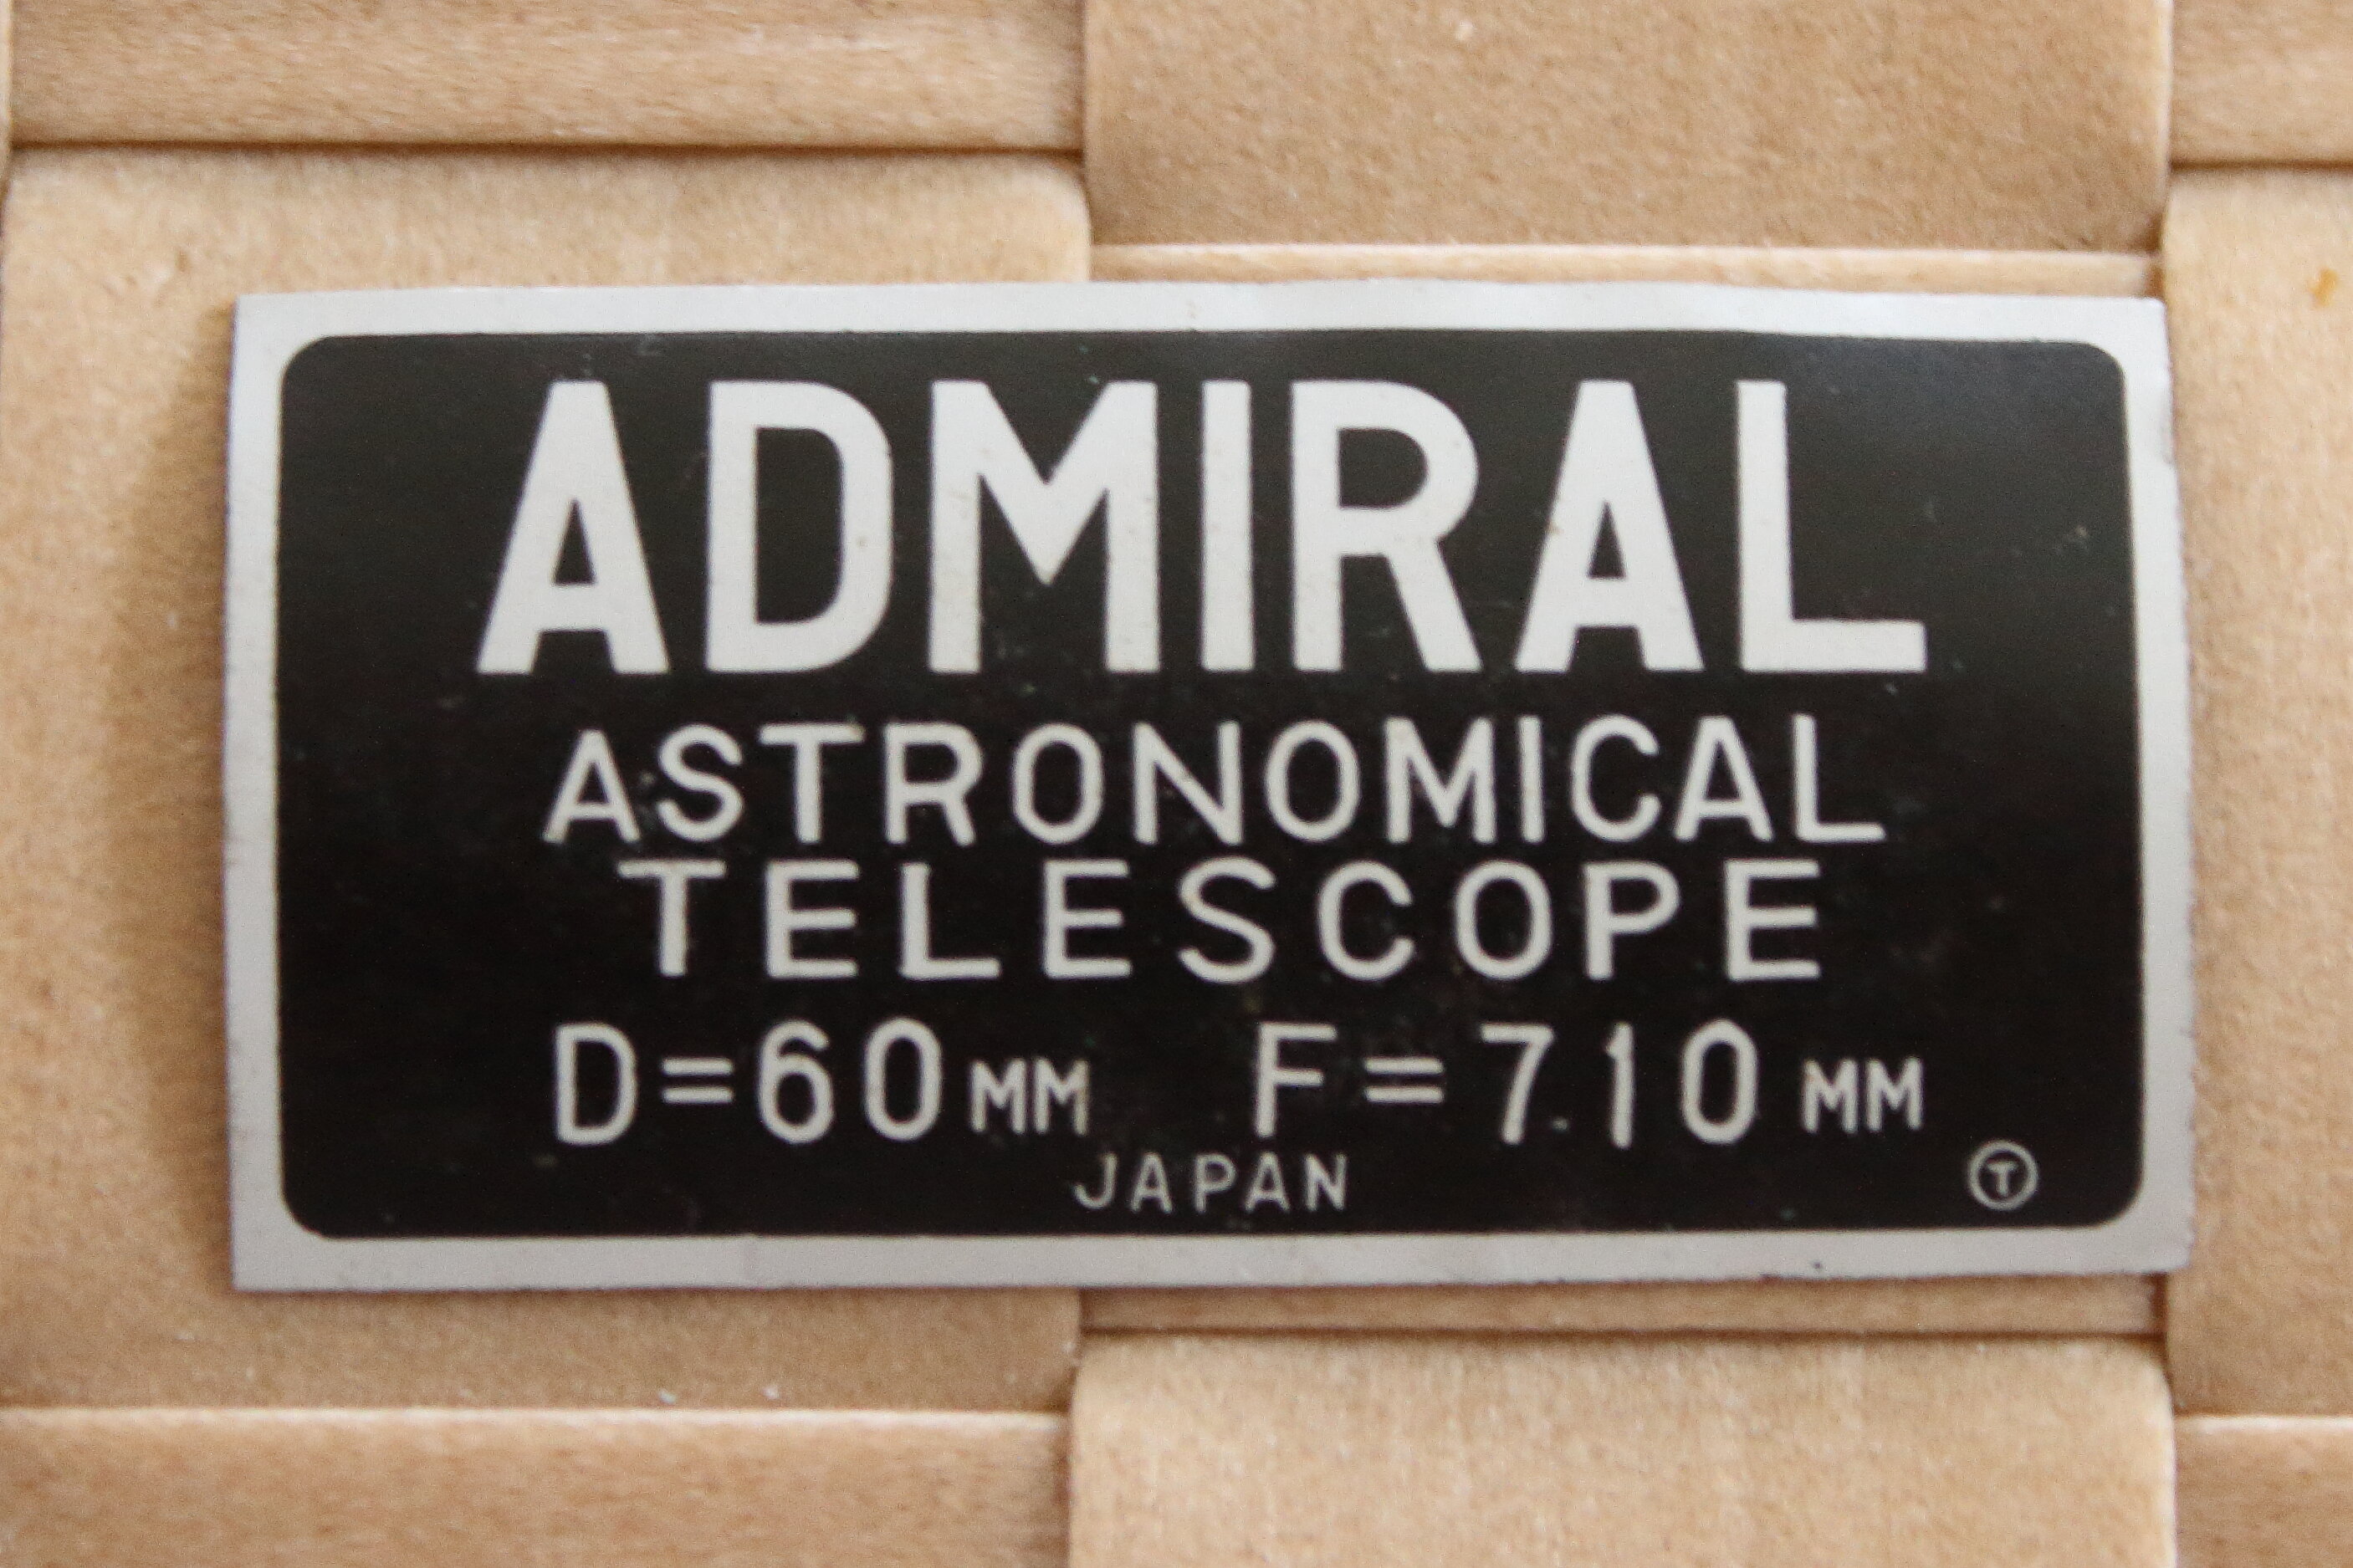 ADMIRAL
ASTRONOMICAL
TELESCOPE
D=60MM F=710MM
JAPAN
T